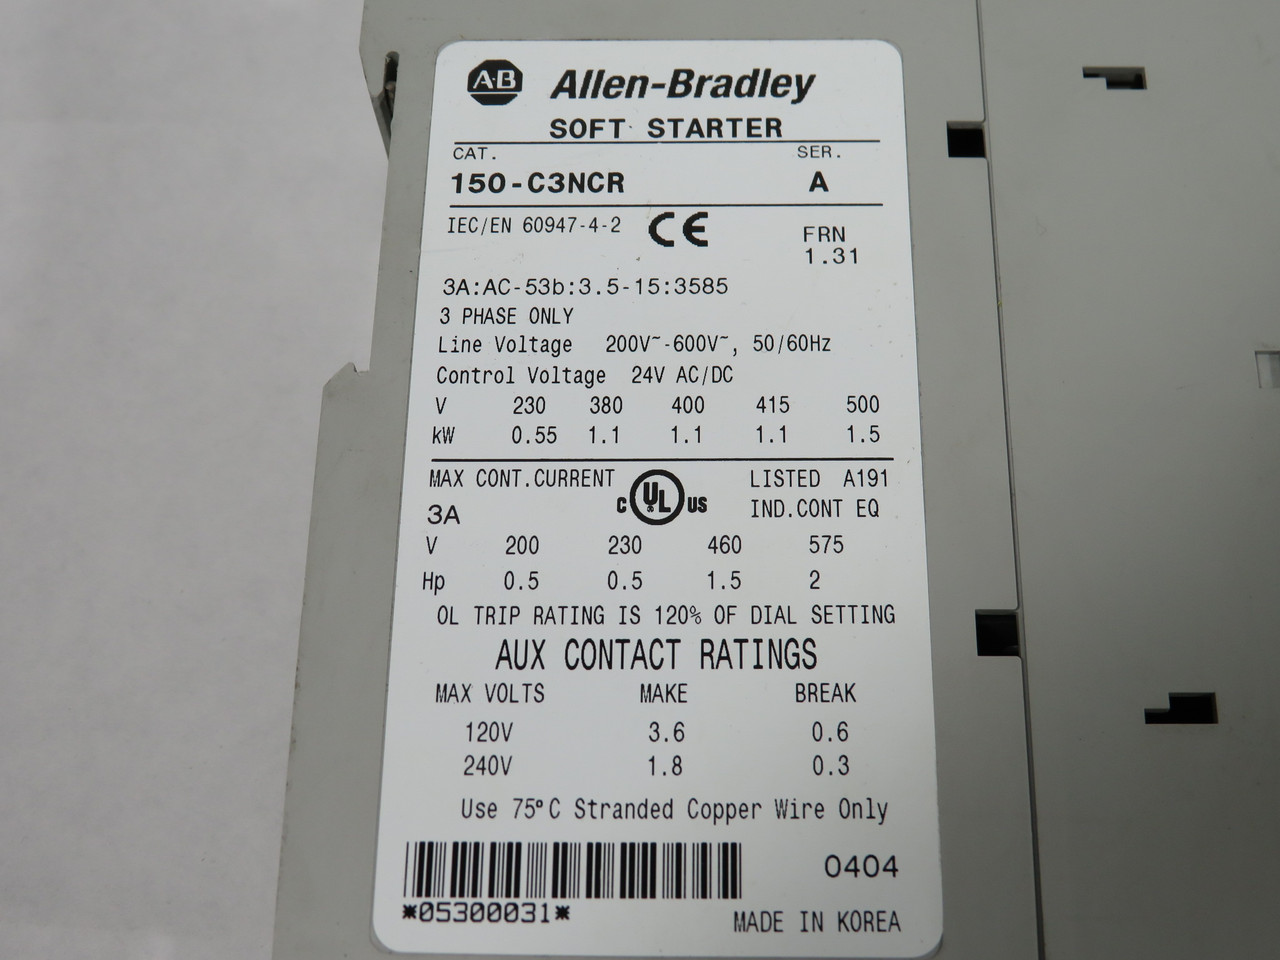 A-B Allen-Bradley
SOFT STARTER
CAT. SER.
150-C3NCR A
IEC/EN 60947-4-2 CE FRN
1.31
3A:AC-53b:3.5-15:3585
3 PHASE ONLY
Line Voltage 200V~-600V~, 50/60Hz
Control Voltage 24V AC/DC
V 230 380 400 415 500
kW 0.55 1.1 1.1 1.1 1.5
MAX CONT.CURRENT C UL US LISTED A191
3A IND.CONT EQ
V 200 230 460 575
Hp 0.5 0.5 1.5 2
OL TRIP RATING IS 120% OF DIAL SETTING
AUX CONTACT RATINGS
MAX VOLTS MAKE BREAK
120V 3.6 0.6
240V 1.8 0.3
Use 75°C Stranded Copper Wire Only
0404
*05300031*
MADE IN KOREA